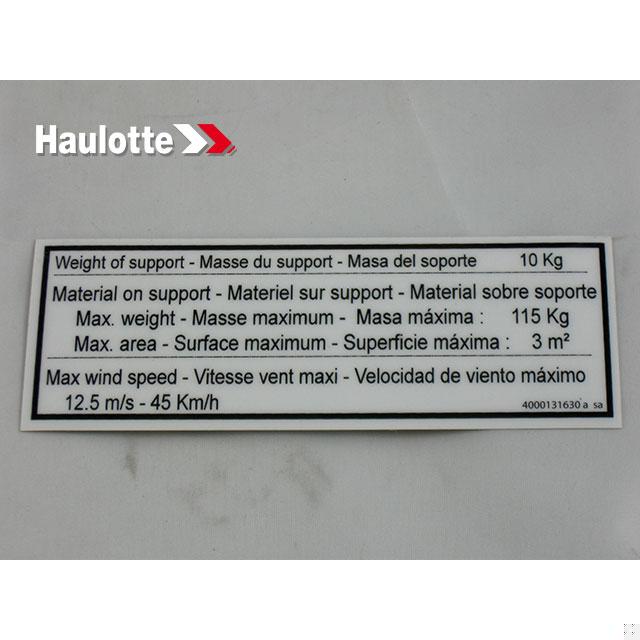 Haulotte
Weight of support - Masse du support - Masa del soporte 10 Kg
Material on support - Materiel sur support - Material sobre soporte
Max. weight - Masse maximum - Masa máxima : 115 Kg
Max. area - Surface maximum - Superficie máxima : 3 m²
Max wind speed - Vitesse vent maxi - Velocidad de viento máximo
12.5 m/s - 45 Km/h
4000131630 a sa